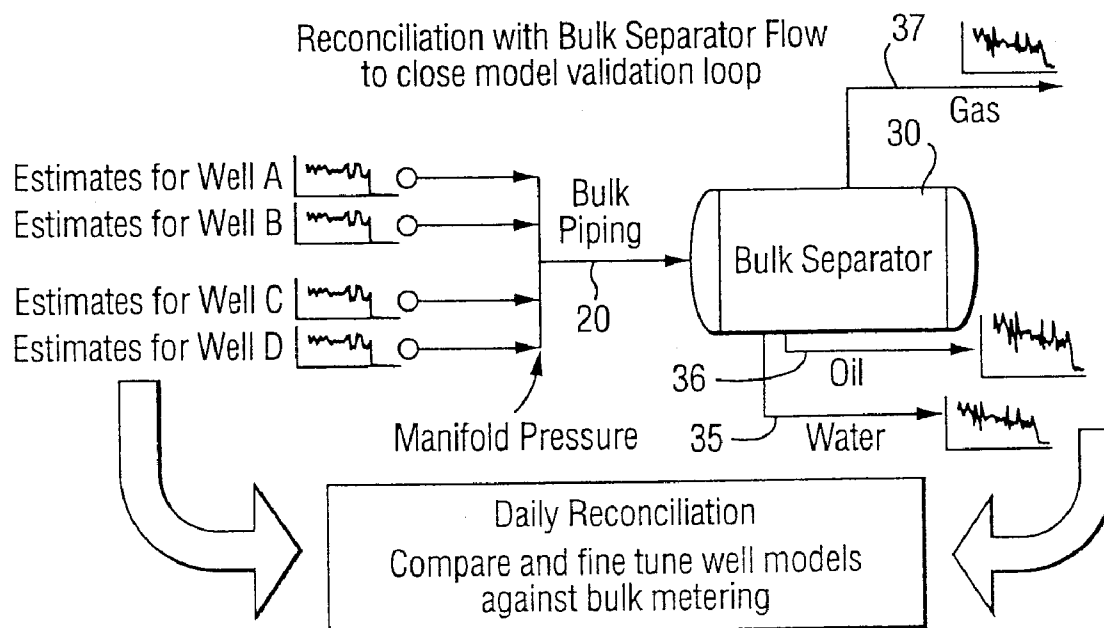 Reconciliation with Bulk Separator Flow
to close model validation loop
37
Gas
30
Estimates for Well A
Estimates for Well B
Estimates for Well C
Estimates for Well D
Bulk
Piping
20
Bulk Separator
36
Oil
35
Water
Manifold Pressure
Daily Reconciliation
Compare and fine tune well models
against bulk metering